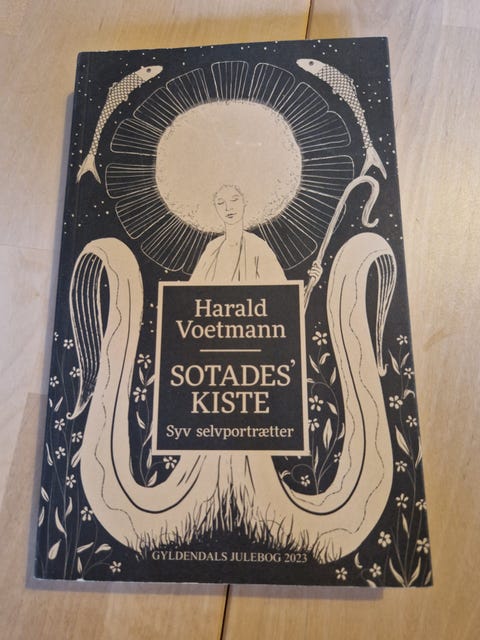 Harald
Voetmann
SOTADES’
KISTE
Syv selvportrætter
GYLDENDALS JULEBOG 2023